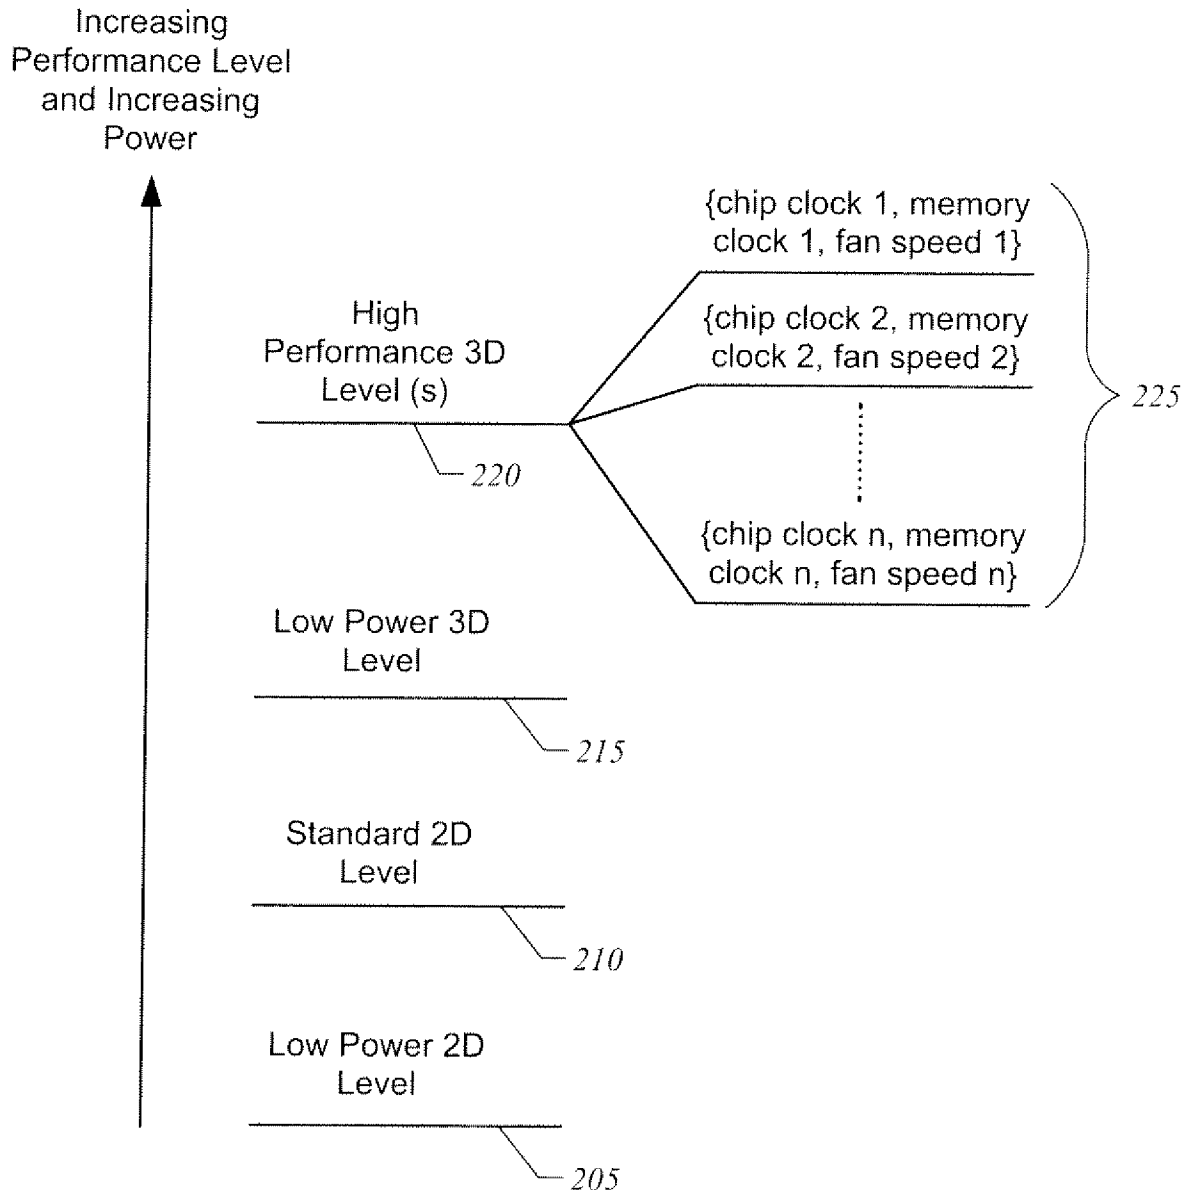 Increasing
Performance Level
and Increasing
Power
{chip clock 1, memory
clock 1, fan speed 1}
High
Performance 3D
Level (s)
{chip clock 2, memory
clock 2, fan speed 2}
225
220
{chip clock n, memory
clock n, fan speed n}
Low Power 3D
Level
215
Standard 2D
Level
210
Low Power 2D
Level
205